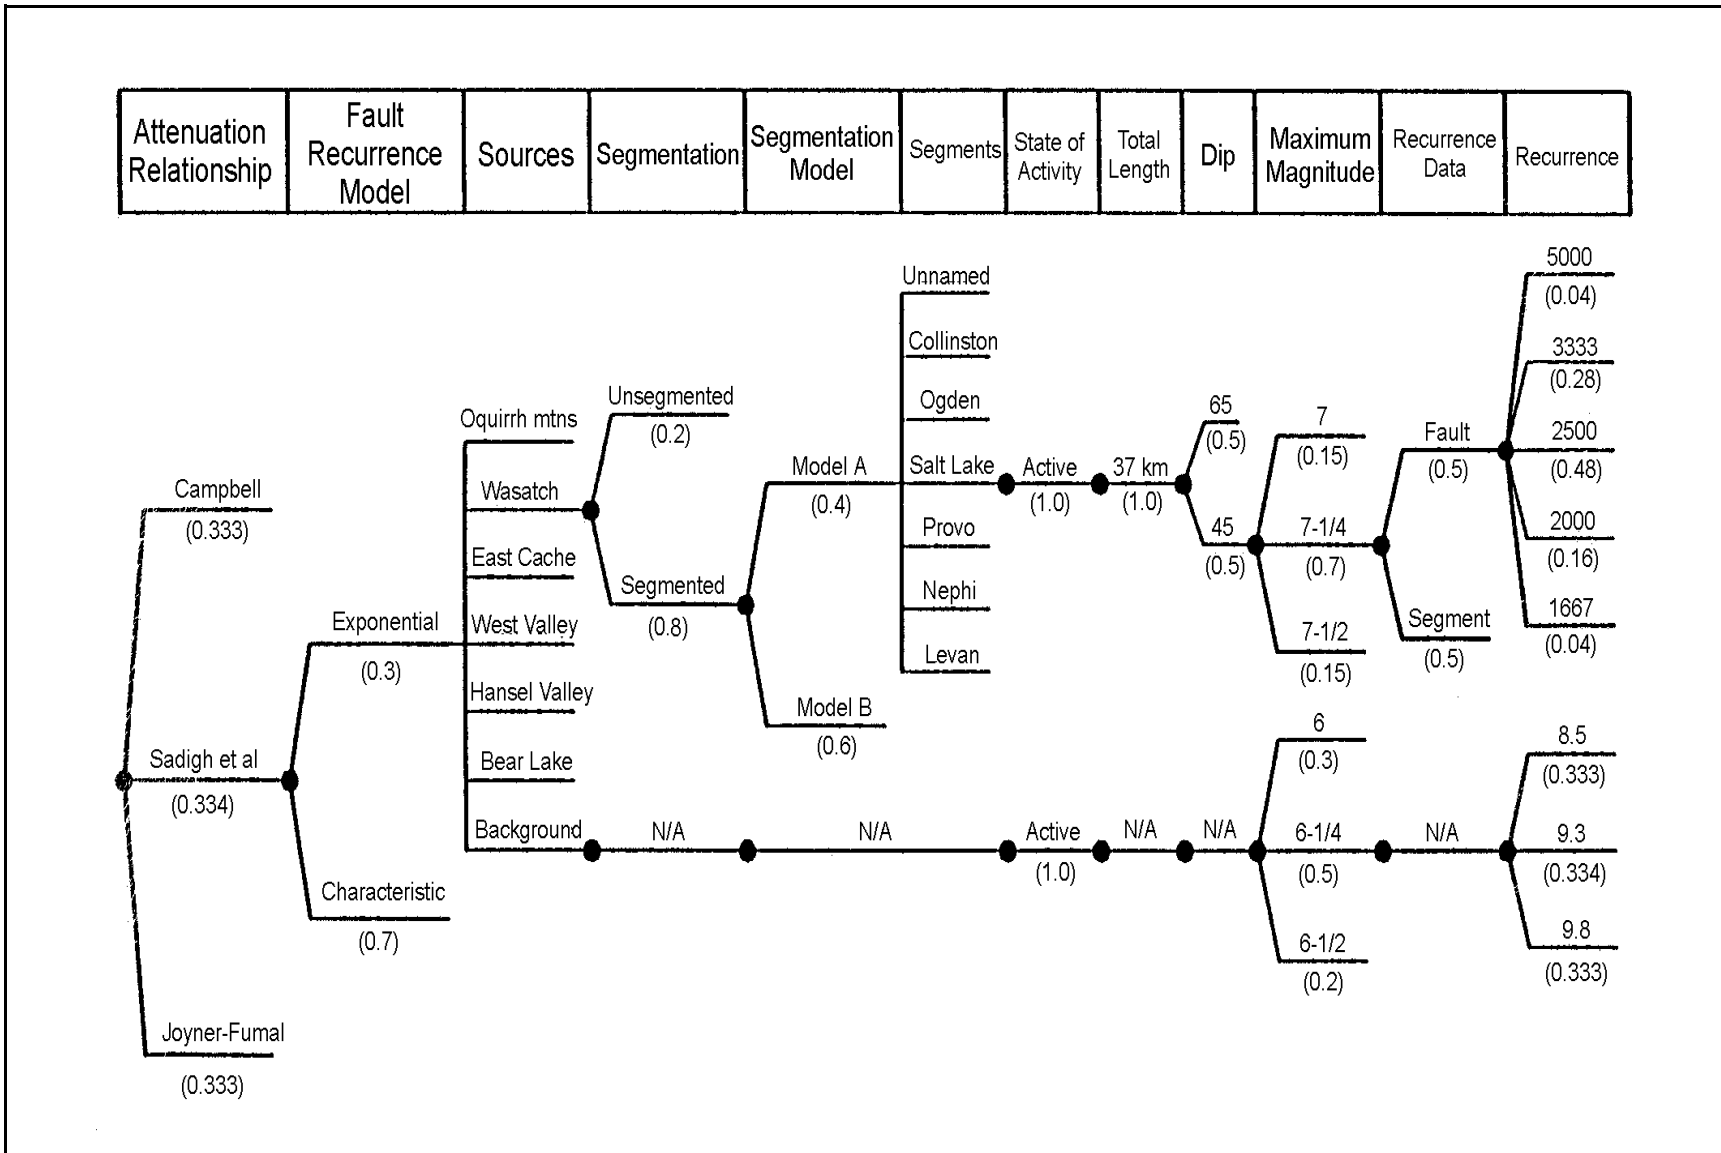 Attenuation
Relationship
Fault
Recurrence
Model
Sources
Segmentation
Segmentation
Model
Segments
State of
Activity
Total
Length
Dip
Maximum
Magnitude
Recurrence
Data
Recurrence
Campbell
(0.333)
Sadigh et al
(0.334)
Joyner-Fumal
(0.333)
Exponential
(0.3)
Characteristic
(0.7)
Oquirrh mtns
Wasatch
East Cache
West Valley
Hansel Valley
Bear Lake
Background
Unsegmented
(0.2)
Segmented
(0.8)
N/A
Model A
(0.4)
Model B
(0.6)
N/A
Unnamed
Collinston
Ogden
Salt Lake
Provo
Nephi
Levan
Active
(1.0)
Active
(1.0)
37 km
(1.0)
N/A
65
(0.5)
45
(0.5)
N/A
7
(0.15)
7-1/4
(0.7)
7-1/2
(0.15)
6
(0.3)
6-1/4
(0.5)
6-1/2
(0.2)
Fault
(0.5)
Segment
(0.5)
N/A
5000
(0.04)
3333
(0.28)
2500
(0.48)
2000
(0.16)
1667
(0.04)
8.5
(0.333)
9.3
(0.334)
9.8
(0.333)